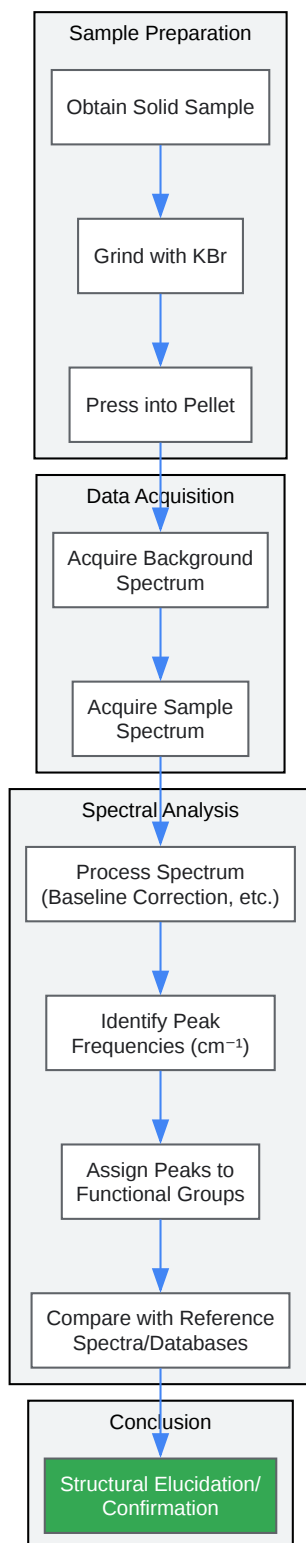 Sample Preparation
Obtain Solid Sample
Grind with KBr
Press into Pellet
Data Acquisition
Acquire Background
Spectrum
Acquire Sample
Spectrum
Spectral Analysis
Process Spectrum
(Baseline Correction, etc.)
Identify Peak
Frequencies (cm⁻¹)
Assign Peaks to
Functional Groups
Compare with Reference
Spectra/Databases
Conclusion
Structural Elucidation/
Confirmation